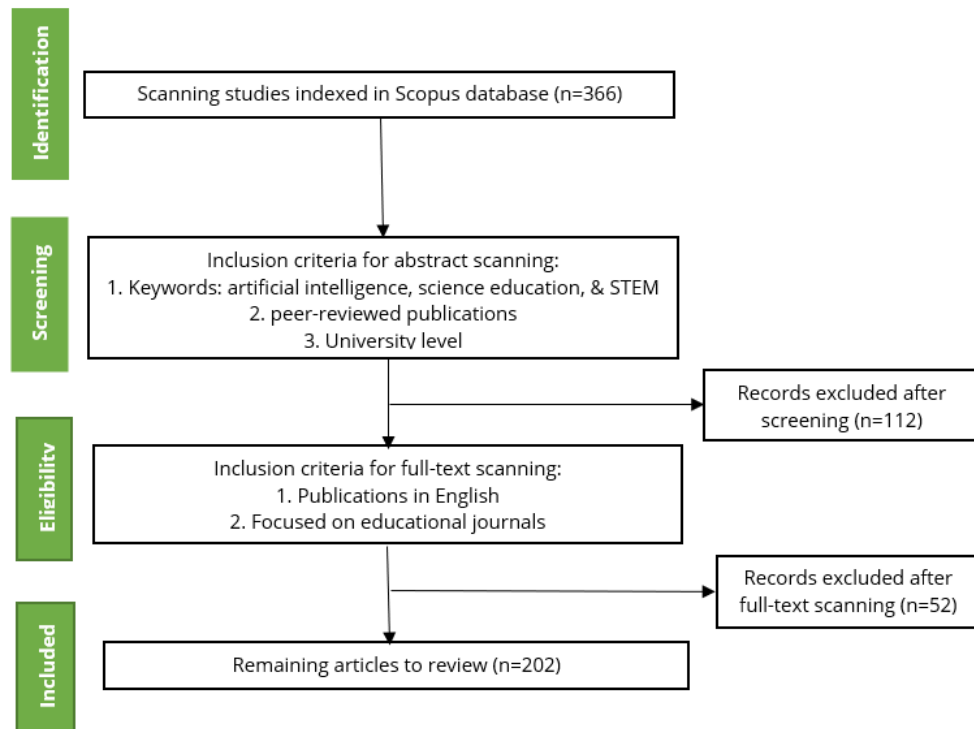 Identification
Scanning studies indexed in Scopus database (n=366)
Screening
Inclusion criteria for abstract scanning:
1. Keywords: artificial intelligence, science education, & STEM
2. peer-reviewed publications
3. University level
Records excluded after
screening (n=112)
Eligibility
Inclusion criteria for full-text scanning:
1. Publications in English
2. Focused on educational journals
Records excluded after
full-text scanning (n=52)
Included
Remaining articles to review (n=202)